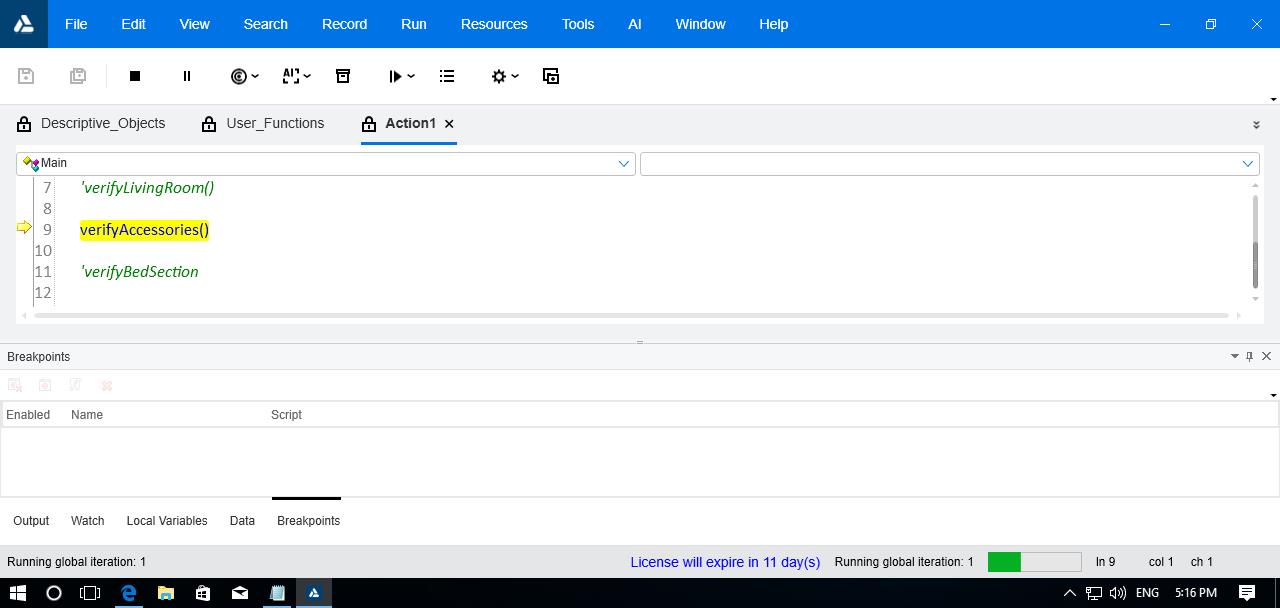 File Edit View Search Record Run Resources Tools AI Window Help
AI
Descriptive_Objects User_Functions Action1
Main
7 'verifyLivingRoom()
8
9 verifyAccessories()
10
11 'verifyBedSection
12
Breakpoints
Enabled Name Script
Output Watch Local Variables Data Breakpoints
Running global iteration: 1 License will expire in 11 day(s) Running global iteration: 1 ln 9 col 1 ch 1
ENG 5:16 PM